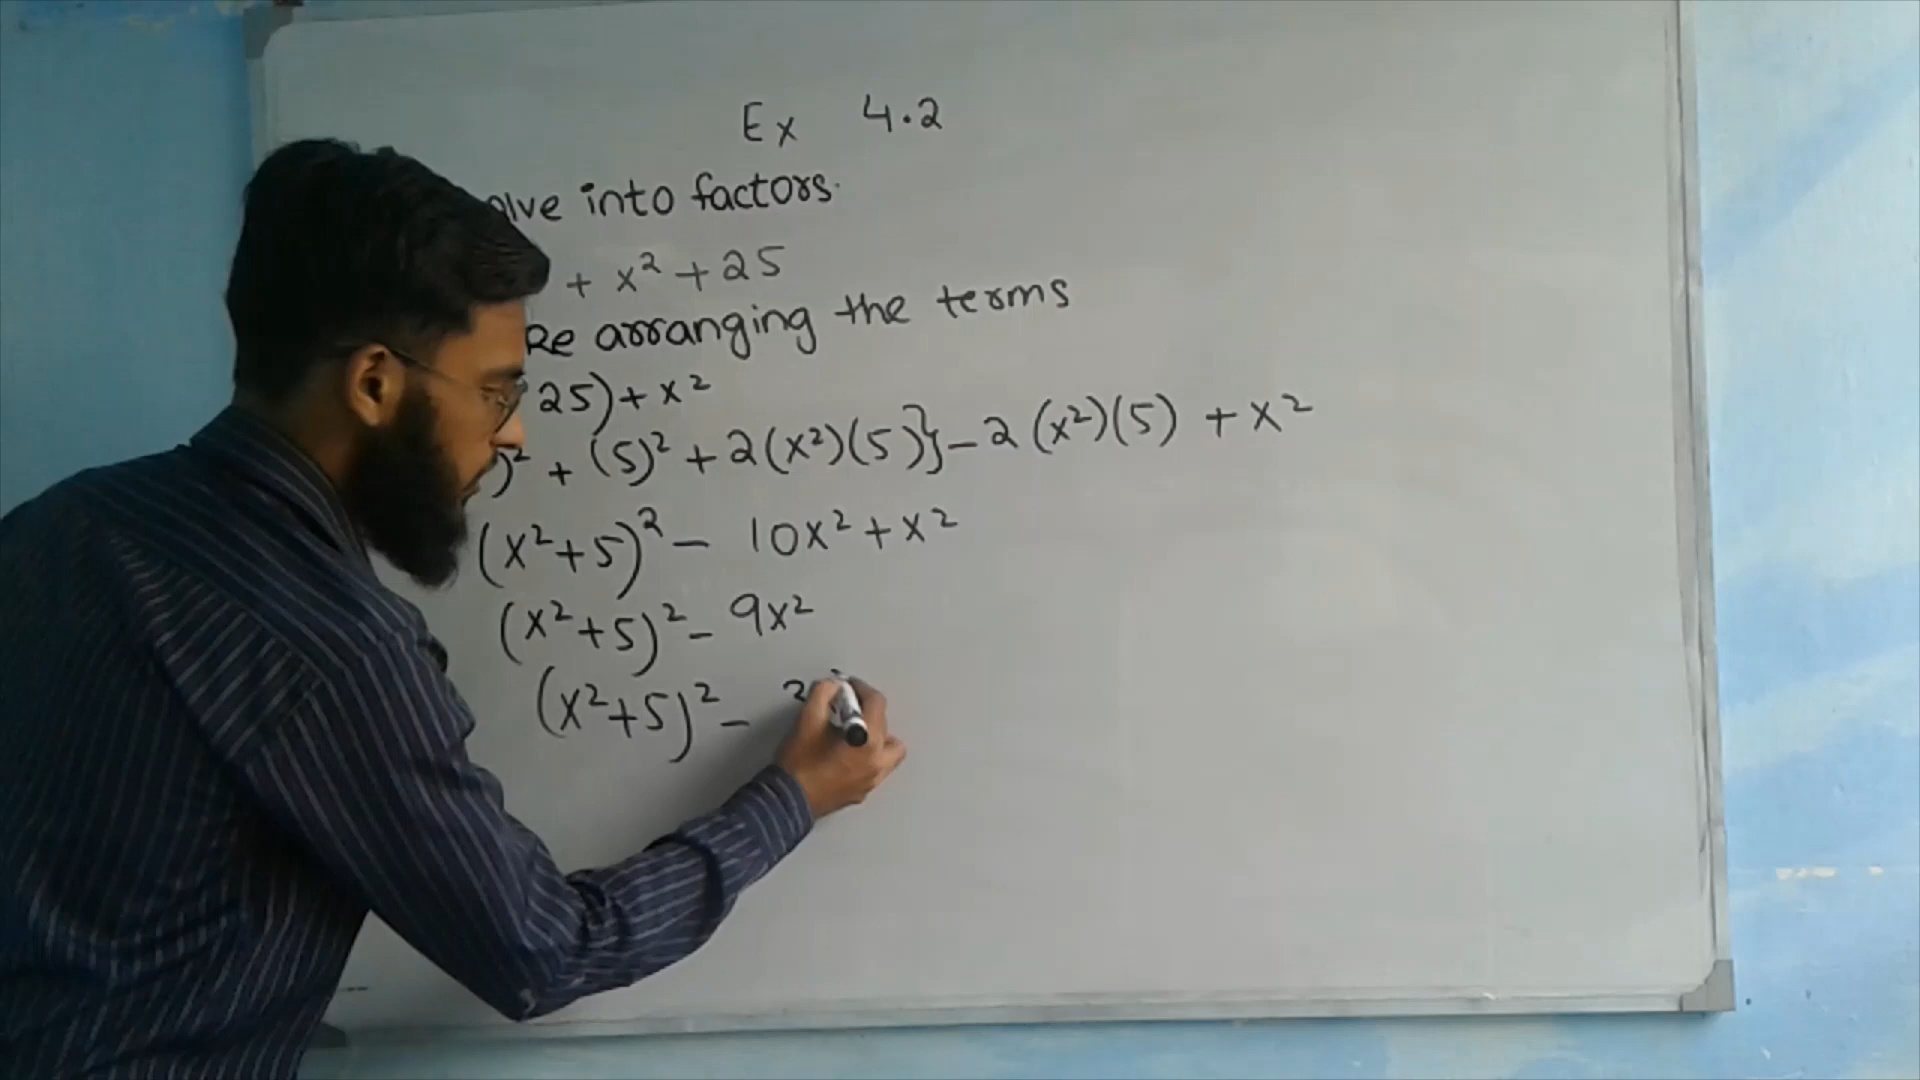 Ex 4.2
olve into factors.
+ x² + 25
Re arranging the terms
25) + x²
)² + (5)² + 2(x²)(5)} - 2(x²)(5) + x²
(x²+5)² - 10x² + x²
(x²+5)² - 9x²
(x²+5)² -